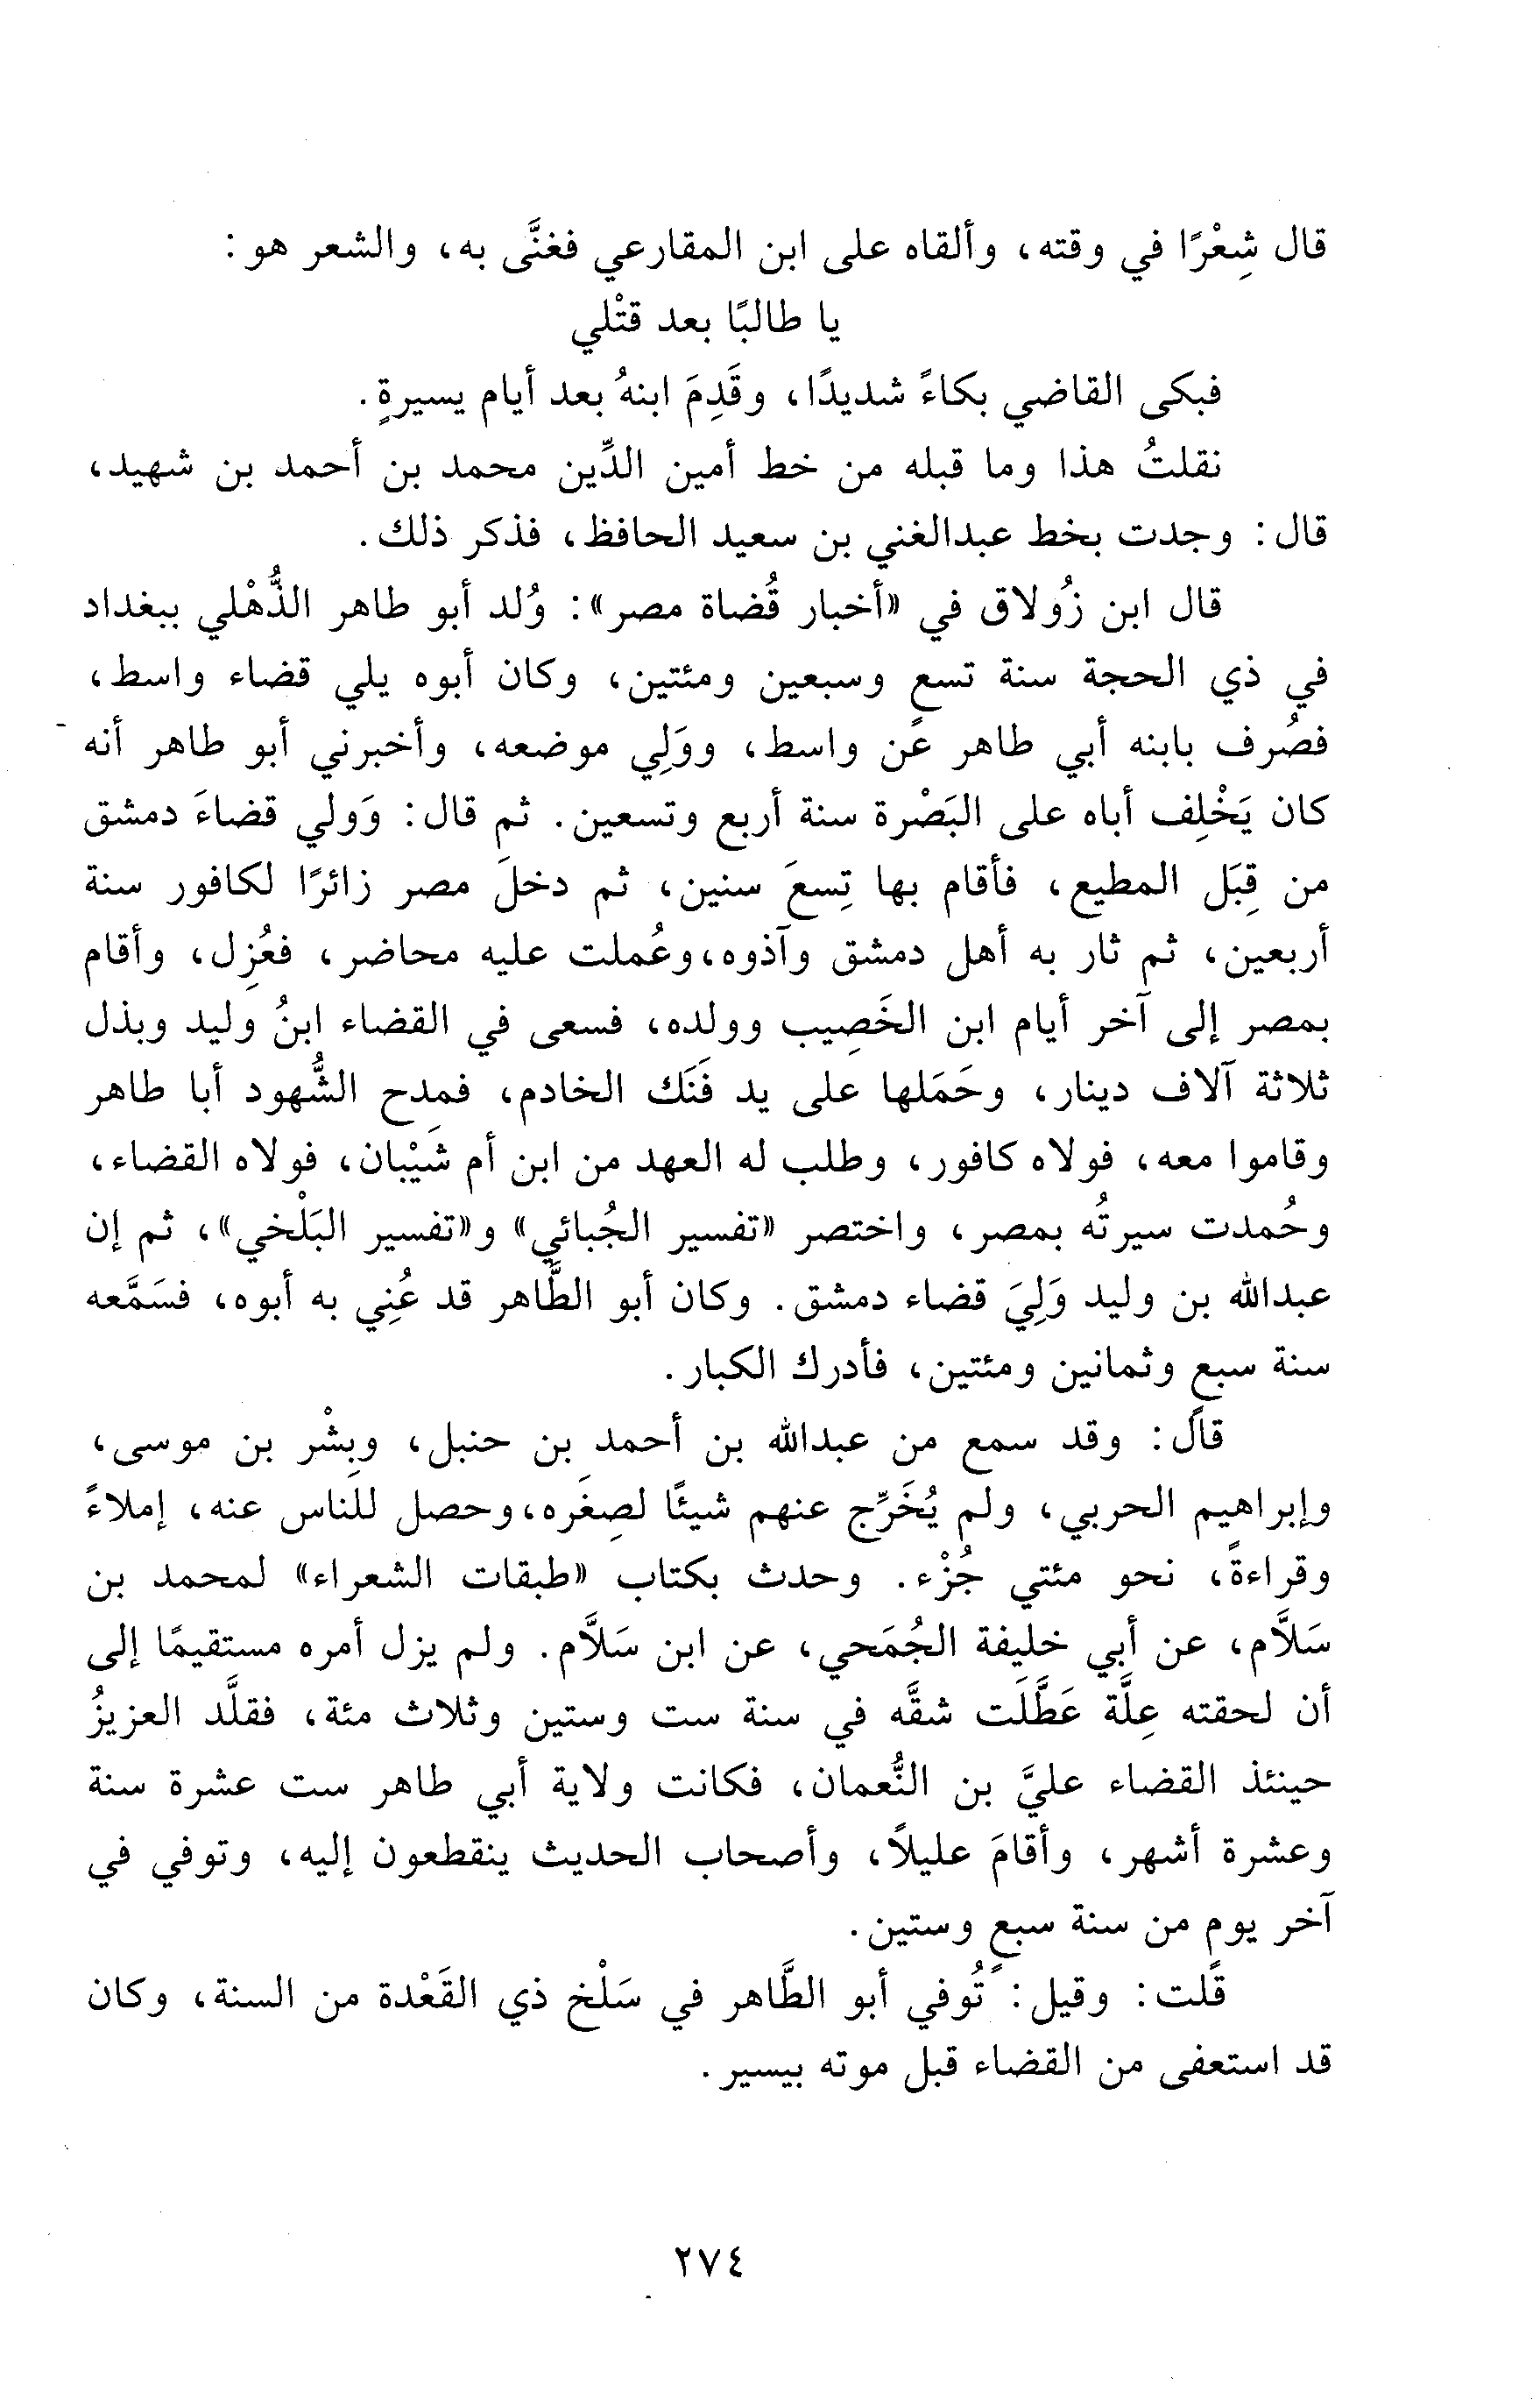 قال شِعْرًا في وقته، وألقاه على ابن المقارعي فغنَّى به، والشعر هو:
يا طالبًا بعد قتْلي
فبكى القاضي بكاءً شديدًا، وقَدِمَ ابنهُ بعد أيام يسيرةٍ.
نقلتُ هذا وما قبله من خط أمين الدِّين محمد بن أحمد بن شهيد،
قال: وجدت بخط عبدالغني بن سعيد الحافظ، فذكر ذلك.
قال ابن زُولاق في «أخبار قُضاة مصر»: وُلد أبو طاهر الذُّهْلي ببغداد
في ذي الحجة سنة تسعٍ وسبعين ومئتين، وكان أبوه يلي قضاء واسط،
فصُرف بابنه أبي طاهر عن واسط، ووَلِي موضعه، وأخبرني أبو طاهر أنه
كان يَخْلِف أباه على البَصْرة سنة أربع وتسعين. ثم قال: وَولي قضاءَ دمشق
من قِبَل المطيع، فأقام بها تِسعَ سنين، ثم دخلَ مصر زائرًا لكافور سنة
أربعين، ثم ثار به أهل دمشق وآذوه، وعُملت عليه محاضر، فعُزِل، وأقام
بمصر إلى آخر أيام ابن الخَصِيب وولده، فسعى في القضاء ابنُ وليد وبذل
ثلاثة آلاف دينار، وحَمَلها على يد فَنَك الخادم، فمدِح الشُّهود أبا طاهر
وقاموا معه، فولاه كافور، وطلب له العهد من ابن أم شَيْبان، فولاه القضاء،
وحُمدت سيرتُه بمصر، واختصر «تفسير الجُبائي» و«تفسير البَلْخي»، ثم إن
عبدالله بن وليد وَلِيَ قضاء دمشق. وكان أبو الطَّاهر قد عُنِي به أبوه، فسَمَّعه
سنة سبعٍ وثمانين ومئتين، فأدرك الكبار.
قال: وقد سمع من عبدالله بن أحمد بن حنبل، وبِشْر بن موسى،
وإبراهيم الحربي، ولم يُخَرِّج عنهم شيئًا لصِغَره، وحصل للناس عنه، إملاءً
وقراءةً، نحو مئتي جُزْء. وحدث بكتاب «طبقات الشعراء» لمحمد بن
سَلاَّم، عن أبي خليفة الجُمَحي، عن ابن سَلاَّم. ولم يزل أمره مستقيمًا إلى
أن لحقته عِلَّة عَطَّلَت شقَّه في سنة ست وستين وثلاث مئة، فقلَّد العزيزُ
حينئذ القضاء عليَّ بن النُّعمان، فكانت ولاية أبي طاهر ست عشرة سنة
وعشرة أشهر، وأقامَ عليلاً، وأصحاب الحديث ينقطعون إليه، وتوفي في
آخر يوم من سنة سبعٍ وستين.
قلت: وقيل: تُوفي أبو الطَّاهر في سَلْخ ذي القَعْدة من السنة، وكان
قد استعفى من القضاء قبل موته بيسير.
٢٧٤